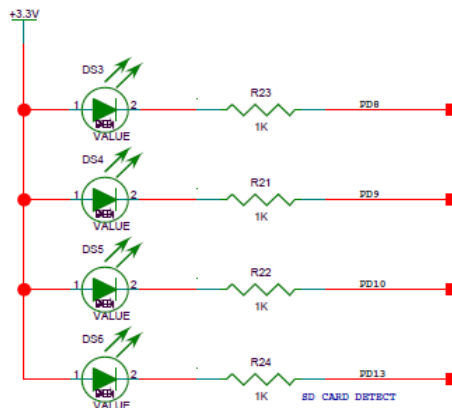 +3.3V
DS3
1 2
VALUE
R23
1K
PD8
DS4
1 2
VALUE
R21
1K
PD9
DS5
1 2
VALUE
R22
1K
PD10
DS6
1 2
VALUE
R24
1K
PD13
SD CARD DETECT